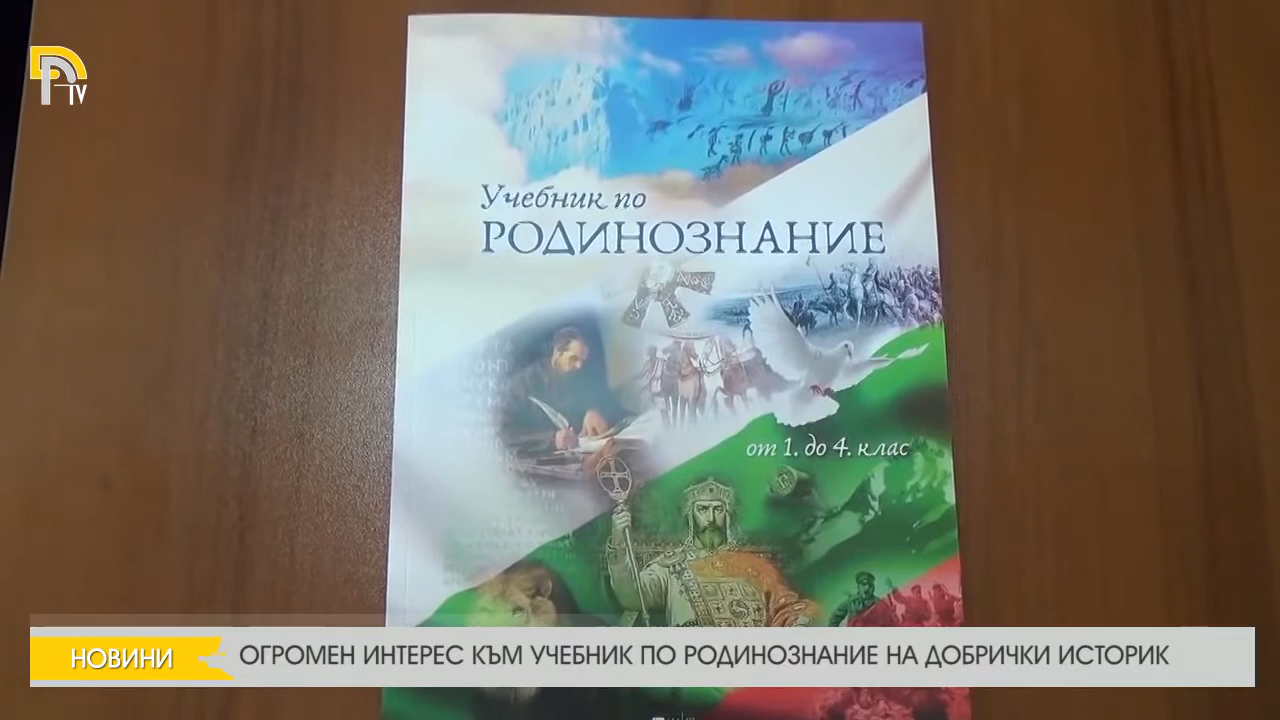 TV
Учебник по
РОДИНОЗНАНИЕ
от 1. до 4. клас
НОВИНИ
ОГРОМЕН ИНТЕРЕС КЪМ УЧЕБНИК ПО РОДИНОЗНАНИЕ НА ДОБРИЧКИ ИСТОРИК